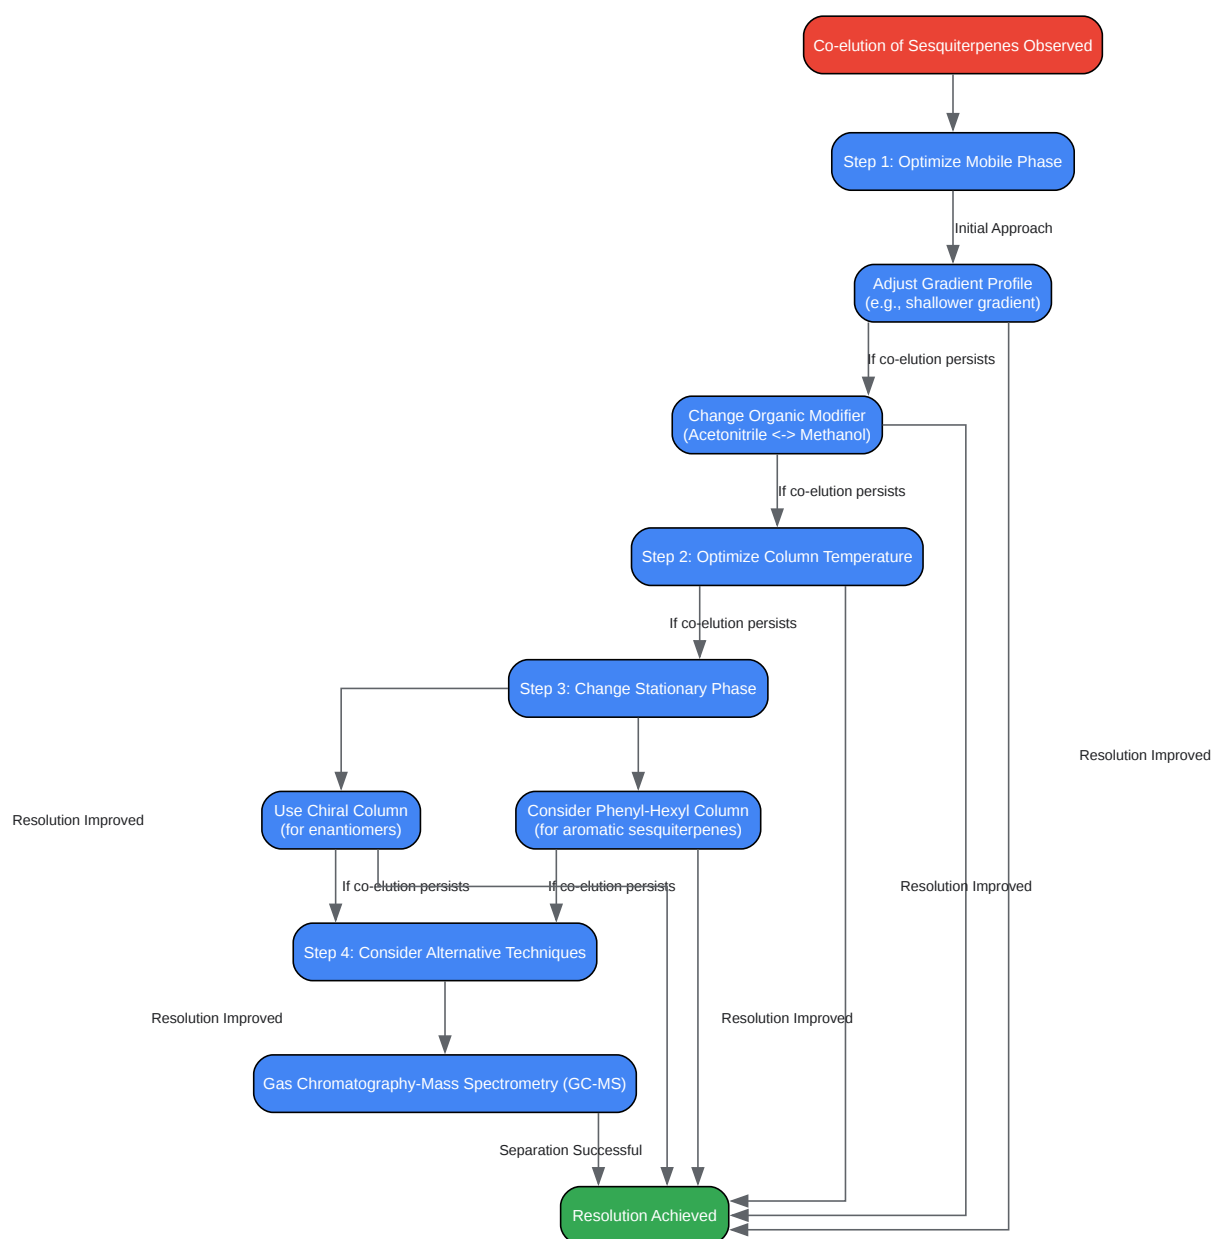 Co-elution of Sesquiterpenes Observed
Step 1: Optimize Mobile Phase
Initial Approach
Adjust Gradient Profile
(e.g., shallower gradient)
If co-elution persists
Change Organic Modifier
(Acetonitrile <-> Methanol)
If co-elution persists
Step 2: Optimize Column Temperature
If co-elution persists
Step 3: Change Stationary Phase
Resolution Improved
Resolution Improved
Use Chiral Column
(for enantiomers)
Consider Phenyl-Hexyl Column
(for aromatic sesquiterpenes)
If co-elution persists
If co-elution persists
Resolution Improved
Step 4: Consider Alternative Techniques
Resolution Improved
Resolution Improved
Gas Chromatography-Mass Spectrometry (GC-MS)
Separation Successful
Resolution Achieved